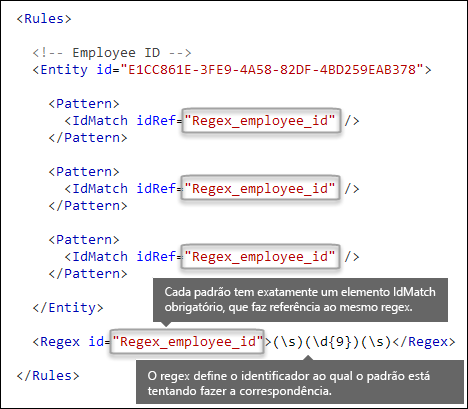 <Rules>
<!-- Employee ID -->
<Entity id="E1CC861E-3FE9-4A58-82DF-4BD259EAB378">
<Pattern>
<IdMatch idRef="Regex_employee_id" />
</Pattern>
<Pattern>
<IdMatch idRef="Regex_employee_id" />
</Pattern>
<Pattern>
<IdMatch idRef="Regex_employee_id" />
</Pattern>
Cada padrão tem exatamente um elemento IdMatch
obrigatório, que faz referência ao mesmo regex.
</Entity>
<Regex id="Regex_employee_id">(\s)(\d{9})(\s)</Regex>
O regex define o identificador ao qual o padrão está
tentando fazer a correspondência.
</Rules>